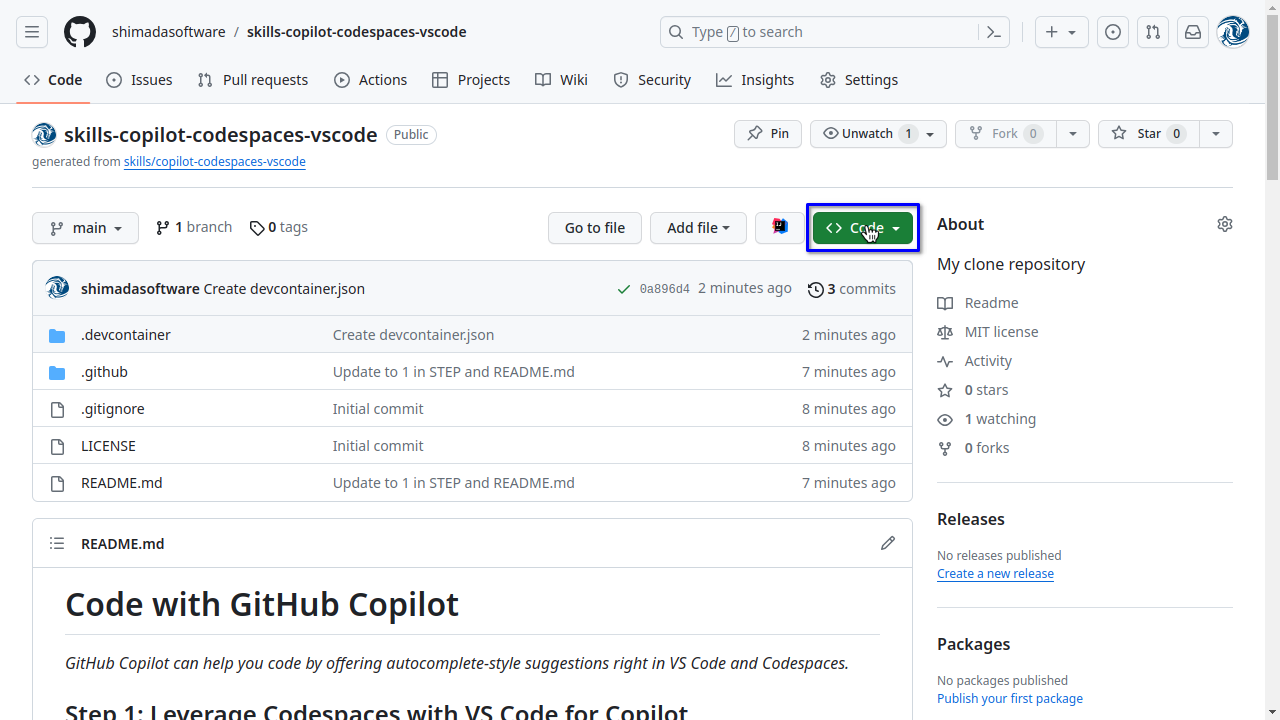 shimadasoftware / skills-copilot-codespaces-vscode
Type / to search
Code Issues Pull requests Actions Projects Wiki Security Insights Settings
skills-copilot-codespaces-vscode Public
Pin Unwatch 1 Fork 0 Star 0
generated from skills/copilot-codespaces-vscode
main 1 branch 0 tags Go to file Add file Code
shimadasoftware Create devcontainer.json 0a896d4 2 minutes ago 3 commits
.devcontainer Create devcontainer.json 2 minutes ago
.github Update to 1 in STEP and README.md 7 minutes ago
.gitignore Initial commit 8 minutes ago
LICENSE Initial commit 8 minutes ago
README.md Update to 1 in STEP and README.md 7 minutes ago
README.md
Code with GitHub Copilot
GitHub Copilot can help you code by offering autocomplete-style suggestions right in VS Code and Codespaces.
Step 1: Leverage Codespaces with VS Code for Copilot
About
My clone repository
Readme
MIT license
Activity
0 stars
1 watching
0 forks
Releases
No releases published
Create a new release
Packages
No packages published
Publish your first package